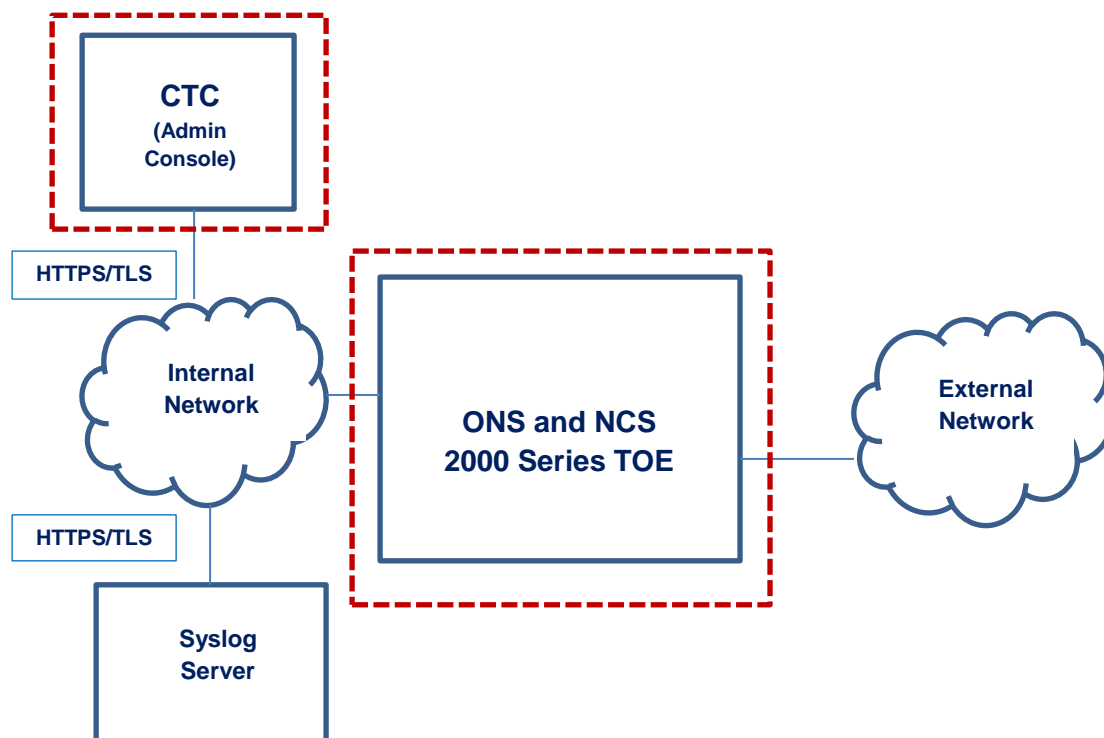 CTC
(Admin
Console)
HTTPS/TLS
Internal
Network
ONS and NCS
2000 Series TOE
External
Network
HTTPS/TLS
Syslog
Server